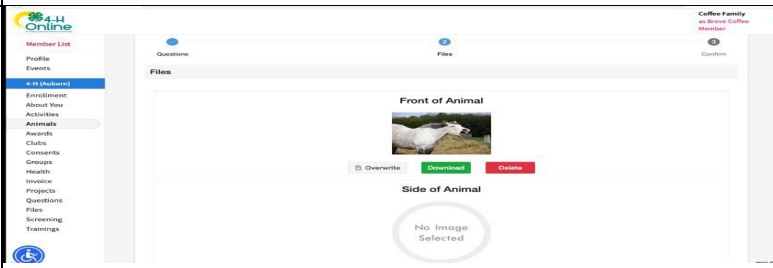 4-H
Online
Coffee Family
as Breve Coffee
Member
Member List
Profile
Events
4-H (Auburn)
Enrollment
About You
Activities
Animals
Awards
Clubs
Consents
Groups
Health
Invoice
Projects
Questions
Files
Screening
Trainings
Questions
2
Files
3
Confirm
Files
Front of Animal
Overwrite
Download
Delete
Side of Animal
No Image
Selected